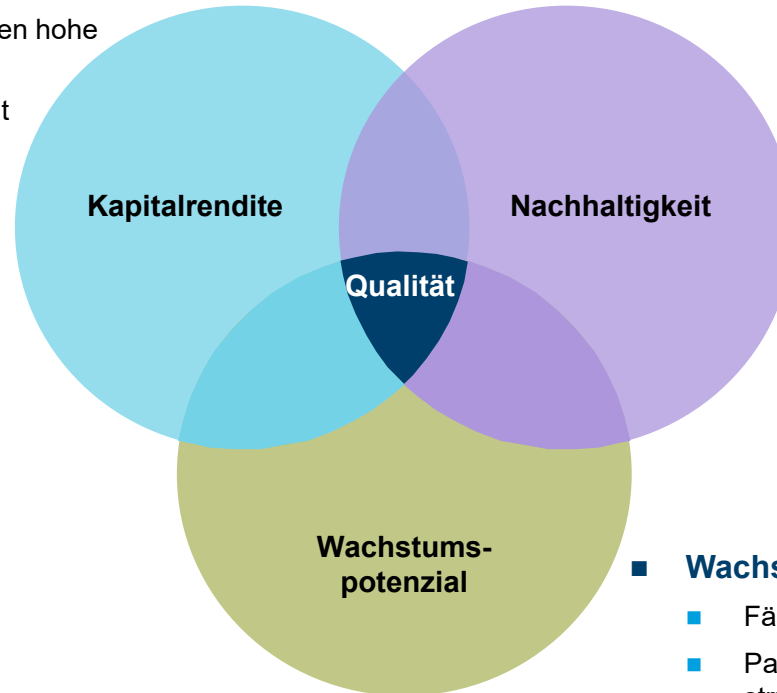 en hohe
t
Kapitalrendite
Nachhaltigkeit
Qualität
Wachstums-
potenzial
Wachs
Fä
Pa